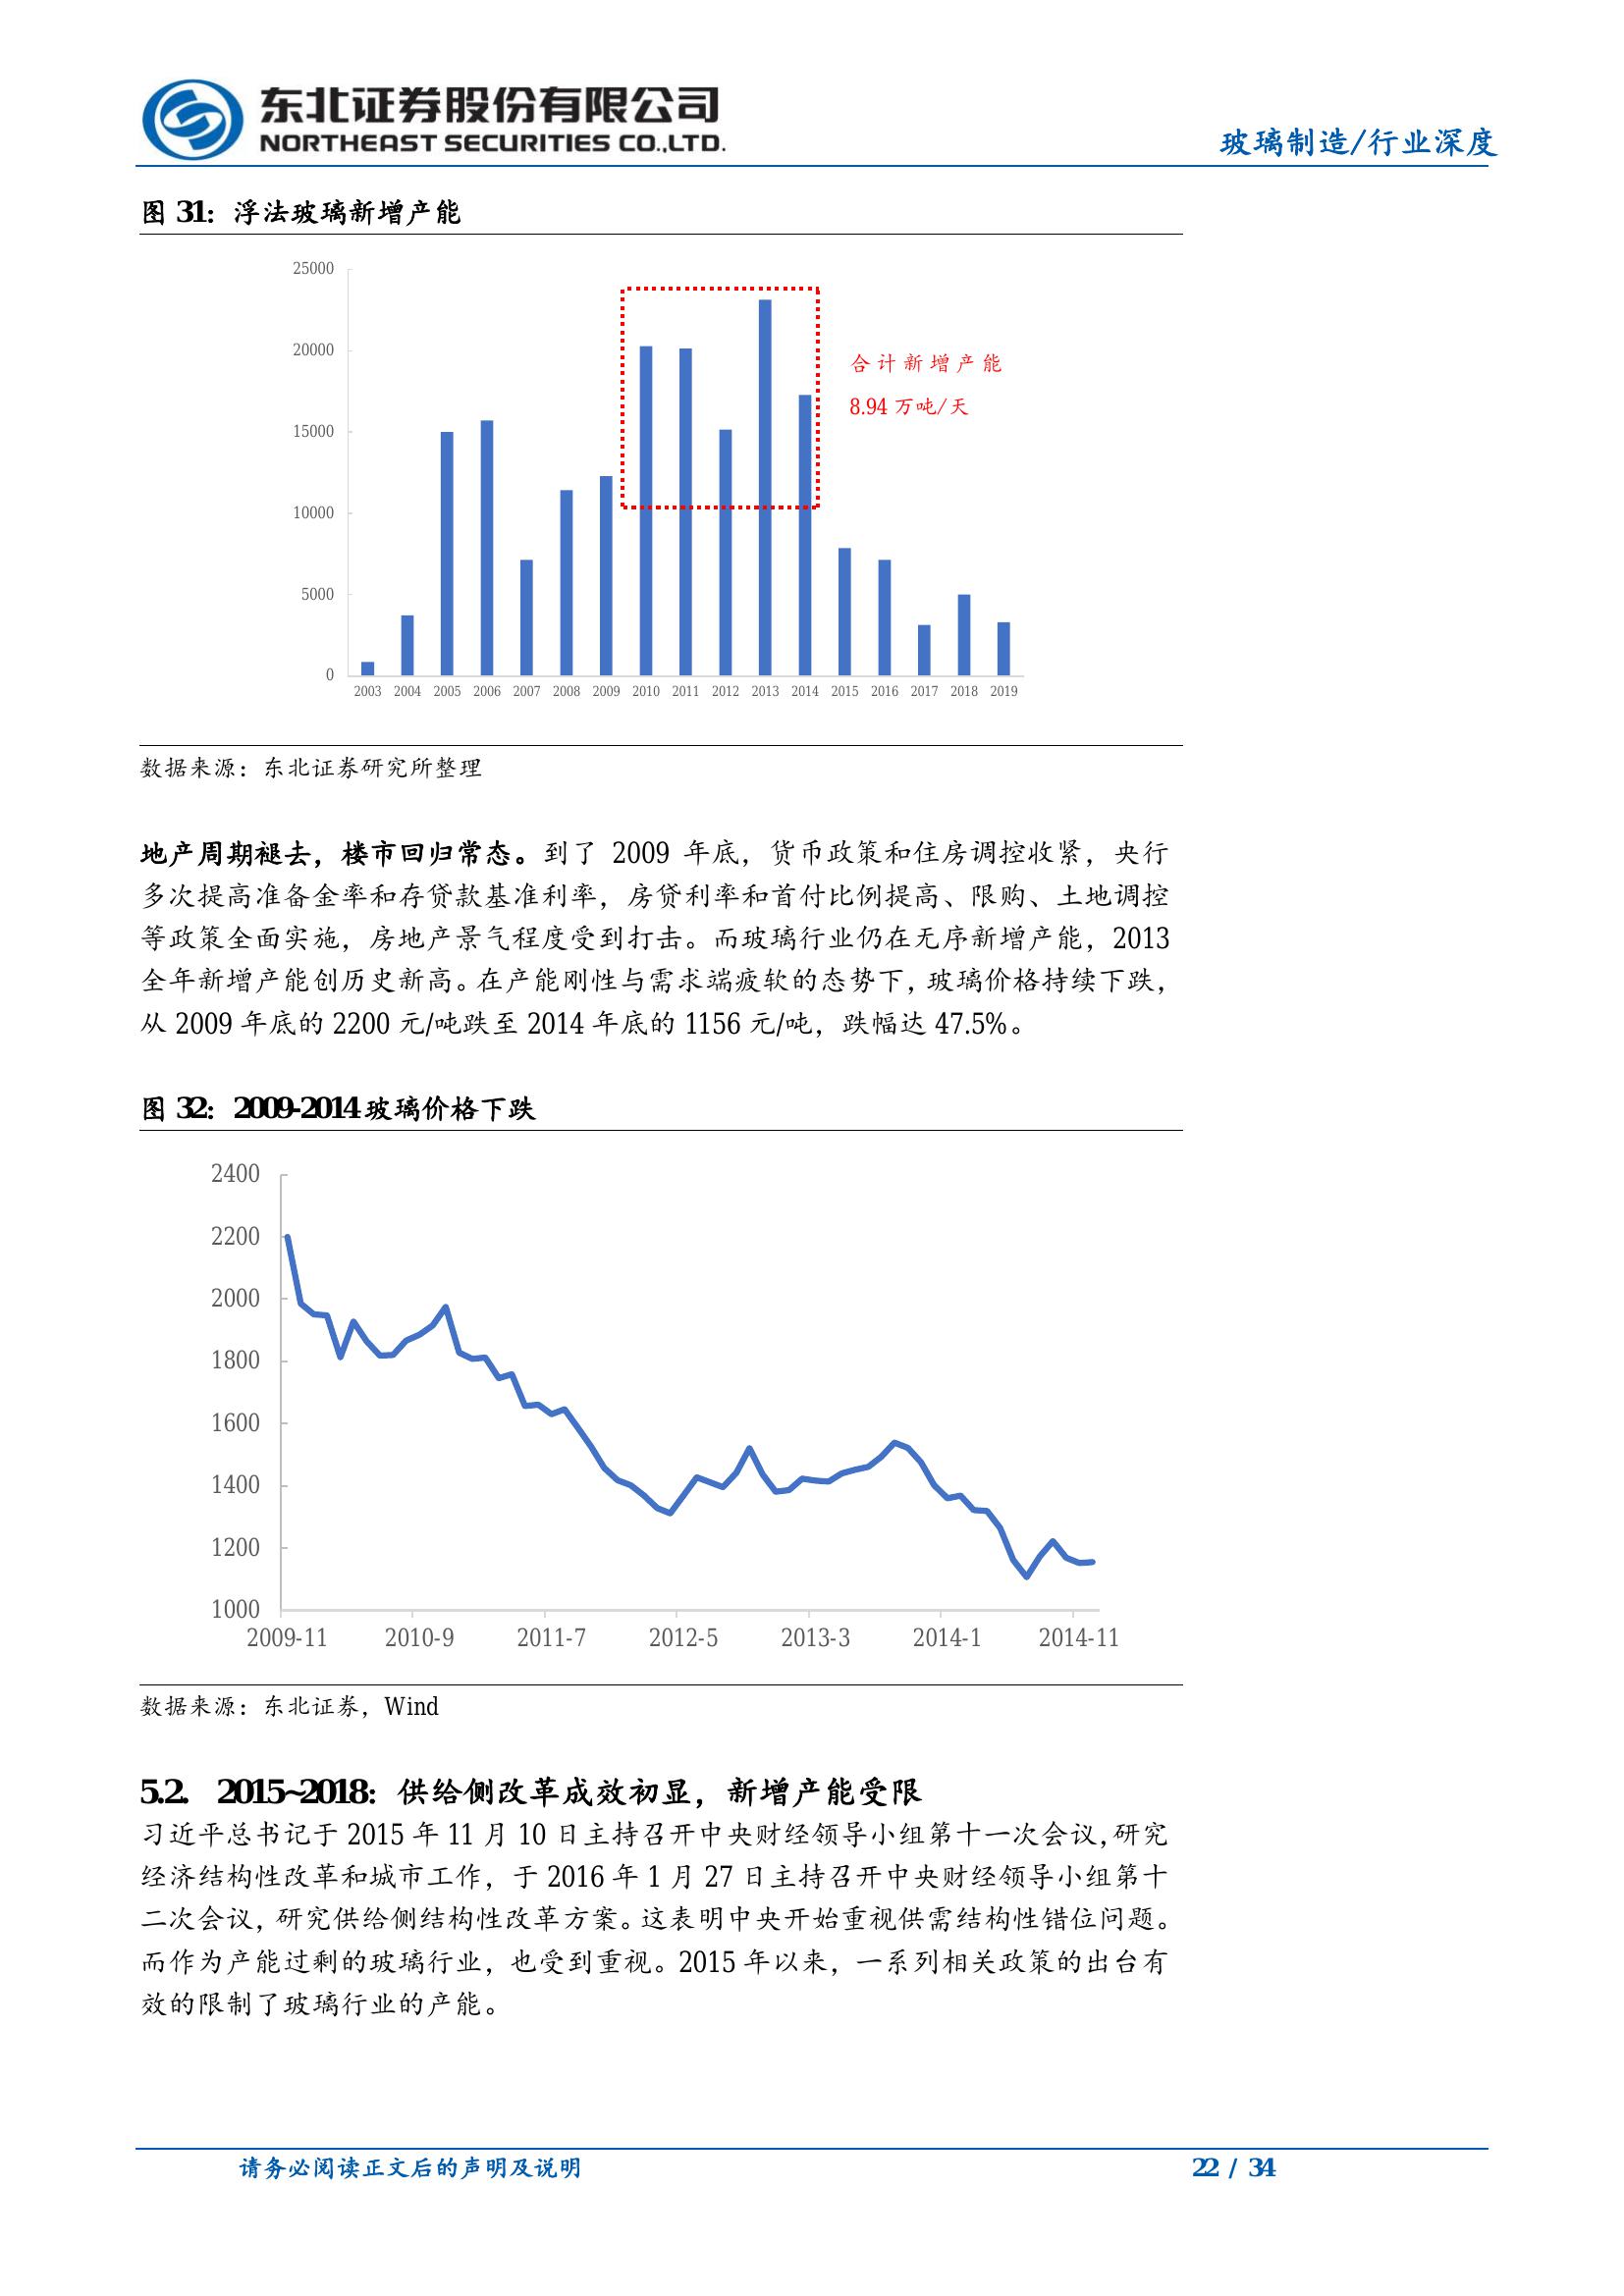 东北证券股份有限公司
NORTHEAST SECURITIES CO.,LTD.
玻璃制造/行业深度
图 31：浮法玻璃新增产能
25000
20000
15000
10000
5000
0
合计新增产能
8.94 万吨/天
2003 2004 2005 2006 2007 2008 2009 2010 2011 2012 2013 2014 2015 2016 2017 2018 2019
数据来源：东北证券研究所整理
地产周期褪去，楼市回归常态。到了 2009 年底，货币政策和住房调控收紧，央行
多次提高准备金率和存贷款基准利率，房贷利率和首付比例提高、限购、土地调控
等政策全面实施，房地产景气程度受到打击。而玻璃行业仍在无序新增产能，2013
全年新增产能创历史新高。在产能刚性与需求端疲软的态势下，玻璃价格持续下跌，
从 2009 年底的 2200 元/吨跌至 2014 年底的 1156 元/吨，跌幅达 47.5%。
图 32：2009-2014 玻璃价格下跌
2400
2200
2000
1800
1600
1400
1200
1000
2009-11 2010-9 2011-7 2012-5 2013-3 2014-1 2014-11
数据来源：东北证券，Wind
5.2. 2015~2018：供给侧改革成效初显，新增产能受限
习近平总书记于 2015 年 11 月 10 日主持召开中央财经领导小组第十一次会议，研究
经济结构性改革和城市工作，于 2016 年 1 月 27 日主持召开中央财经领导小组第十
二次会议，研究供给侧结构性改革方案。这表明中央开始重视供需结构性错位问题。
而作为产能过剩的玻璃行业，也受到重视。2015 年以来，一系列相关政策的出台有
效的限制了玻璃行业的产能。
请务必阅读正文后的声明及说明
22 / 34